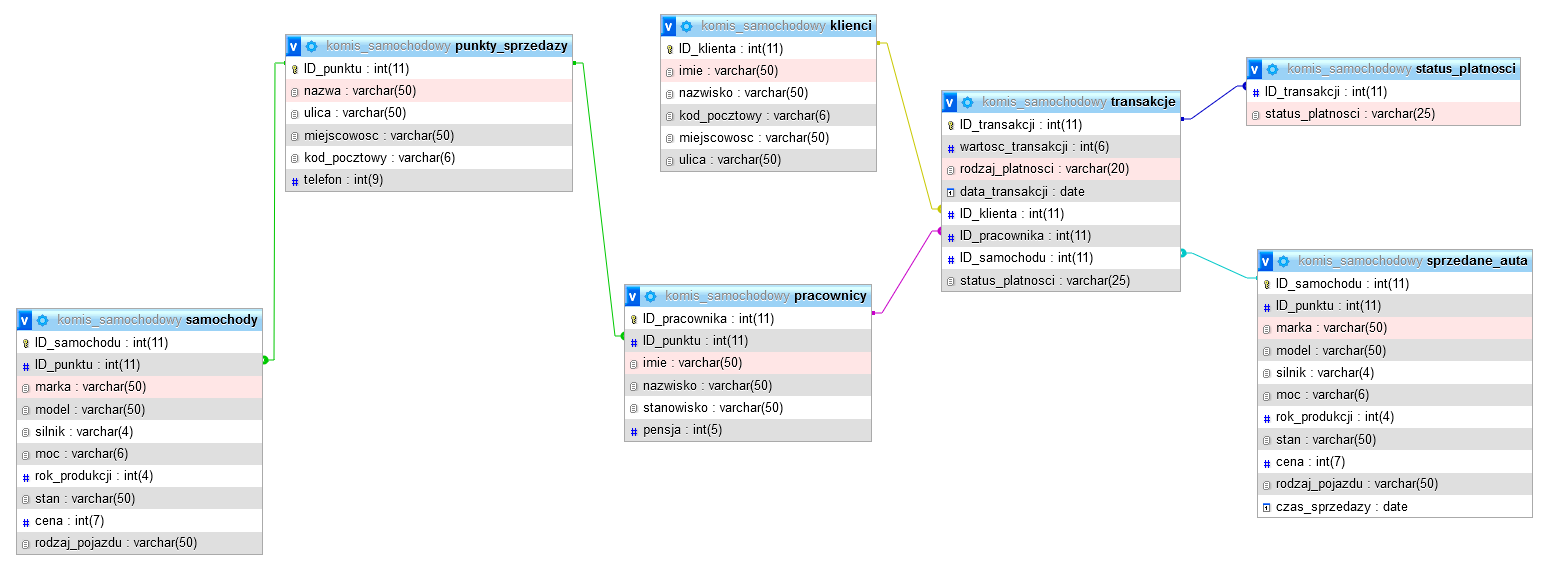 v komis_samochodowy punkty_sprzedazy
ID_punktu : int(11)
nazwa : varchar(50)
ulica : varchar(50)
miejscowosc : varchar(50)
kod_pocztowy : varchar(6)
# telefon : int(9)
v komis_samochodowy klienci
ID_klienta : int(11)
imie : varchar(50)
nazwisko : varchar(50)
kod_pocztowy : varchar(6)
miejscowosc : varchar(50)
ulica : varchar(50)
v komis_samochodowy transakcje
ID_transakcji : int(11)
# wartosc_transakcji : int(6)
rodzaj_platnosci : varchar(20)
data_transakcji : date
# ID_klienta : int(11)
# ID_pracownika : int(11)
# ID_samochodu : int(11)
status_platnosci : varchar(25)
v komis_samochodowy status_platnosci
# ID_transakcji : int(11)
status_platnosci : varchar(25)
v komis_samochodowy samochody
ID_samochodu : int(11)
# ID_punktu : int(11)
marka : varchar(50)
model : varchar(50)
silnik : varchar(4)
moc : varchar(6)
# rok_produkcji : int(4)
stan : varchar(50)
# cena : int(7)
rodzaj_pojazdu : varchar(50)
v komis_samochodowy pracownicy
ID_pracownika : int(11)
# ID_punktu : int(11)
imie : varchar(50)
nazwisko : varchar(50)
stanowisko : varchar(50)
# pensja : int(5)
v komis_samochodowy sprzedane_auta
ID_samochodu : int(11)
# ID_punktu : int(11)
marka : varchar(50)
model : varchar(50)
silnik : varchar(4)
moc : varchar(6)
# rok_produkcji : int(4)
stan : varchar(50)
# cena : int(7)
rodzaj_pojazdu : varchar(50)
czas_sprzedazy : date